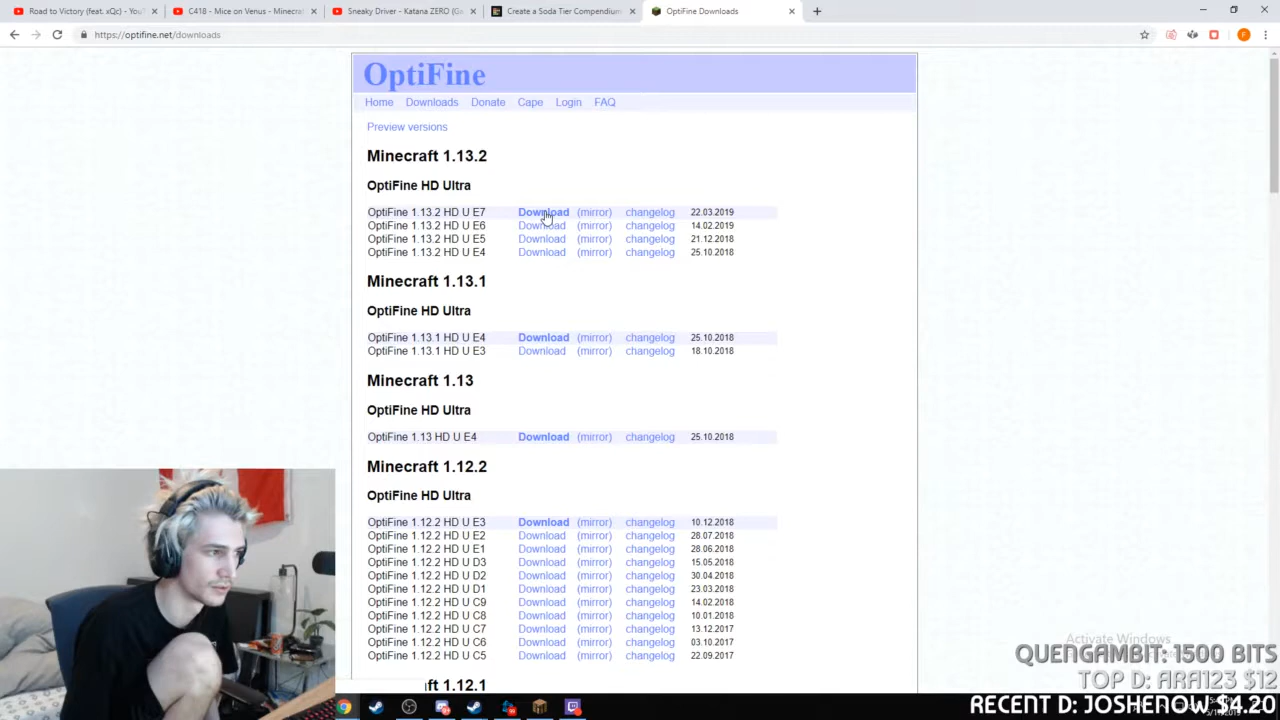 Road to Victory (feat. xQc) - YouT
C418 - Mice on Venus - Minecraf
Sneaky Driver - Katana ZERO (Ga
Create a Soda Tier Compendium
OptiFine Downloads
https://optifine.net/downloads
OptiFine
Home Downloads Donate Cape Login FAQ
Preview versions
Minecraft 1.13.2
OptiFine HD Ultra
OptiFine 1.13.2 HD U E7 Download (mirror) changelog 22.03.2019
OptiFine 1.13.2 HD U E6 Download (mirror) changelog 14.02.2019
OptiFine 1.13.2 HD U E5 Download (mirror) changelog 21.12.2018
OptiFine 1.13.2 HD U E4 Download (mirror) changelog 25.10.2018
Minecraft 1.13.1
OptiFine HD Ultra
OptiFine 1.13.1 HD U E4 Download (mirror) changelog 25.10.2018
OptiFine 1.13.1 HD U E3 Download (mirror) changelog 18.10.2018
Minecraft 1.13
OptiFine HD Ultra
OptiFine 1.13 HD U E4 Download (mirror) changelog 25.10.2018
Minecraft 1.12.2
OptiFine HD Ultra
OptiFine 1.12.2 HD U E3 Download (mirror) changelog 10.12.2018
OptiFine 1.12.2 HD U E2 Download (mirror) changelog 28.07.2018
OptiFine 1.12.2 HD U E1 Download (mirror) changelog 28.06.2018
OptiFine 1.12.2 HD U D3 Download (mirror) changelog 15.05.2018
OptiFine 1.12.2 HD U D2 Download (mirror) changelog 30.04.2018
OptiFine 1.12.2 HD U D1 Download (mirror) changelog 23.03.2018
OptiFine 1.12.2 HD U C9 Download (mirror) changelog 14.02.2018
OptiFine 1.12.2 HD U C8 Download (mirror) changelog 10.01.2018
OptiFine 1.12.2 HD U C7 Download (mirror) changelog 13.12.2017
OptiFine 1.12.2 HD U C6 Download (mirror) changelog 03.10.2017
OptiFine 1.12.2 HD U C5 Download (mirror) changelog 22.09.2017
ft 1.12.1
Activate Windows
QUENGAMBIT: 1500 BITS
TOP D: ARA123 $12
RECENT D: JOSHENOW_ $4.20